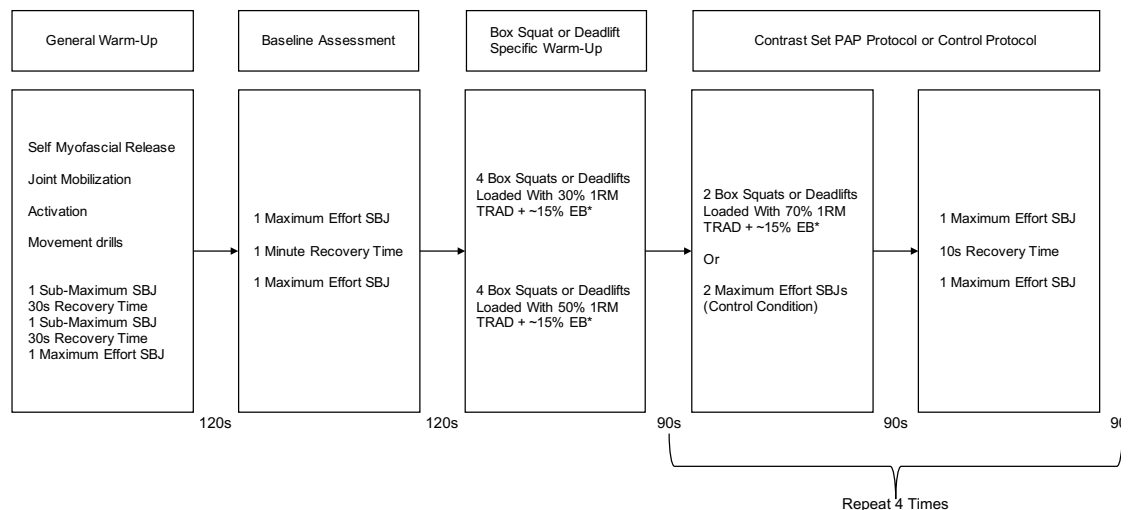 General Warm-Up
Baseline Assessment
Box Squat or Deadlift
Specific Warm-Up
Contrast Set PAP Protocol or Control Protocol
Self Myofascial Release
Joint Mobilization
Activation
Movement drills
1 Sub-Maximum SBJ
30s Recovery Time
1 Sub-Maximum SBJ
30s Recovery Time
1 Maximum Effort SBJ
120s
1 Maximum Effort SBJ
1 Minute Recovery Time
1 Maximum Effort SBJ
120s
4 Box Squats or Deadlifts
Loaded With 30% 1RM
TRAD + ~15% EB*
4 Box Squats or Deadlifts
Loaded With 50% 1RM
TRAD + ~15% EB*
90s
2 Box Squats or Deadlifts
Loaded With 70% 1RM
TRAD + ~15% EB*
Or
2 Maximum Effort SBJs
(Control Condition)
90s
1 Maximum Effort SBJ
10s Recovery Time
1 Maximum Effort SBJ
Repeat 4 Times